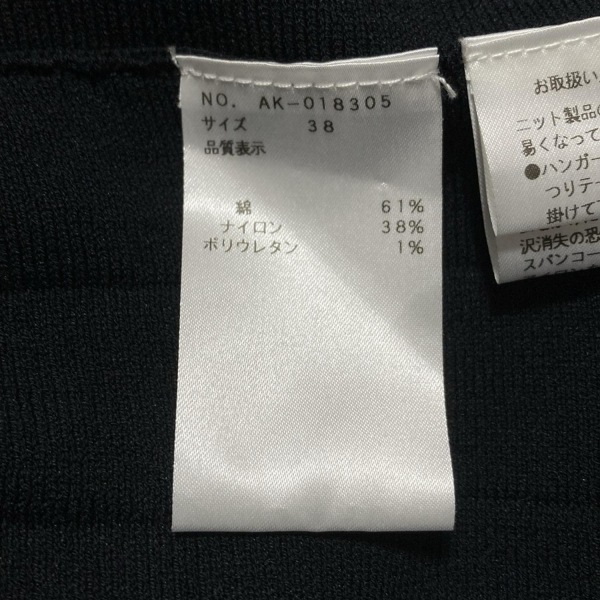 NO. AK-018305
サイズ 38
品質表示
綿 61%
ナイロン 38%
ポリウレタン 1%
お取扱い
ニット製品の
易くなって
●ハンガー
つりテー
掛けて
沢消失の恐
スパンコー